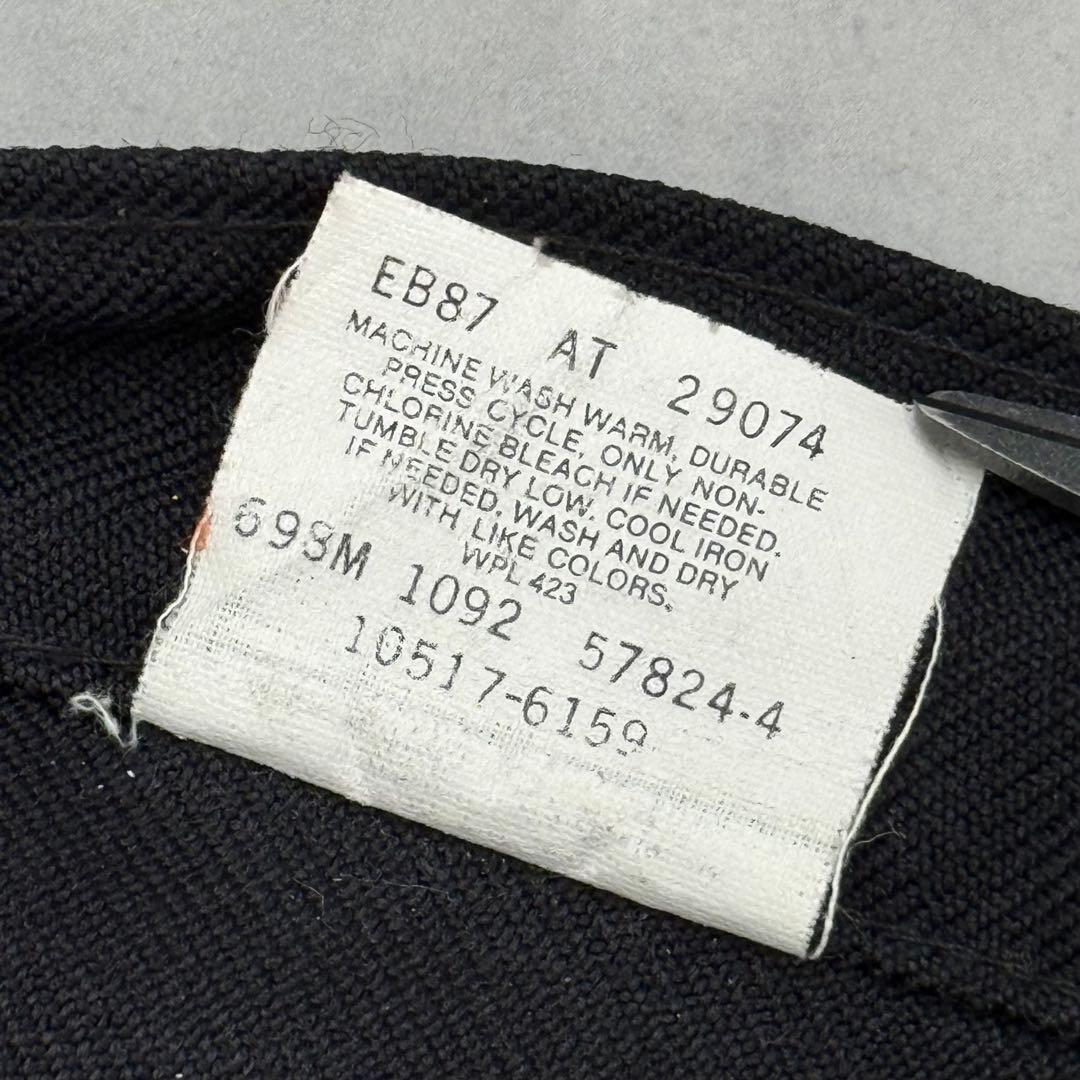 EB87 AT 29074
MACHINE WASH WARM, DURABLE
PRESS CYCLE, ONLY NON-
CHLORINE BLEACH IF NEEDED.
TUMBLE DRY LOW, COOL IRON
IF NEEDED. WASH AND DRY
WITH LIKE COLORS.
WPL 423
1092 57824-4
10517-6159